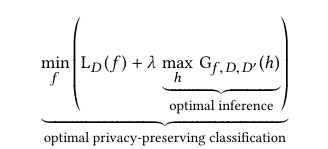 min_f ( L_D(f) + λ max_h G_{f,D,D′}(h) )
optimal inference
optimal privacy-preserving classification